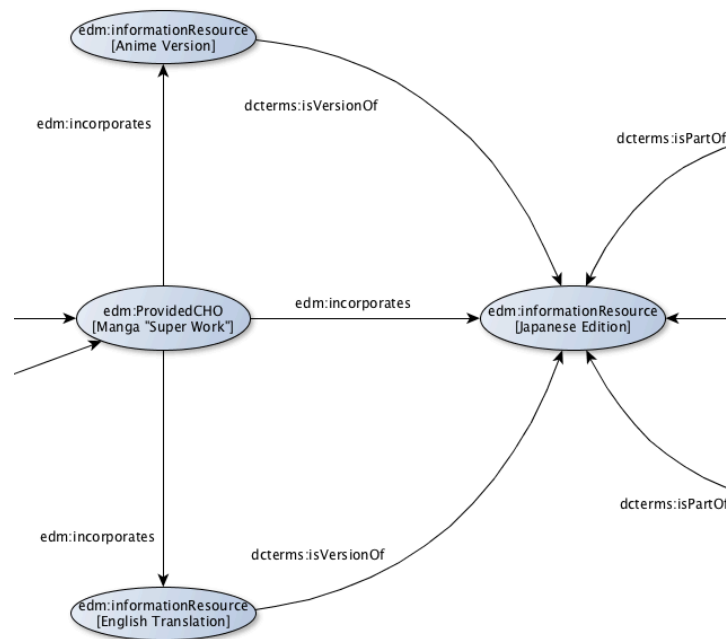 edm:informationResource
[Anime Version]
dcterms:isVersionOf
edm:incorporates
dcterms:isPartOf
edm:ProvidedCHO
[Manga "Super Work"]
edm:incorporates
edm:informationResource
[Japanese Edition]
dcterms:isPartOf
edm:incorporates
dcterms:isVersionOf
edm:informationResource
[English Translation]